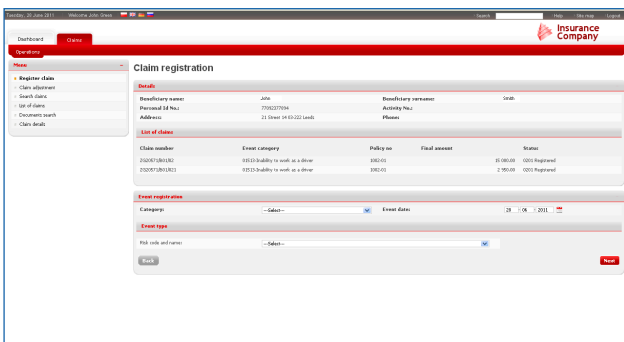 Tuesday, 28 June 2011 Welcome John Green Search Help Site map Logout
Insurance Company
Dashboard Claims
Operations
Menu
Register claim
Claim adjustment
Search claims
List of claims
Documents search
Claim details
Claim registration
Details
Beneficiary name: John Beneficiary surname: Smith
Personal Id No.: 77092377894 Activity No.:
Address: 21 Street 14 03-222 Leeds Phone:
List of claims
Claim number Event category Policy no Final amount Status
01513-Inability to work as a driver 1002-01 15 000.00 0201 Registered
01513-Inability to work as a driver 1002-01 2 950.00 0201 Registered
Event registration
Category: --Select-- Event date: 28 06 2011
Event type
Risk code and name: --Select--
Back Next